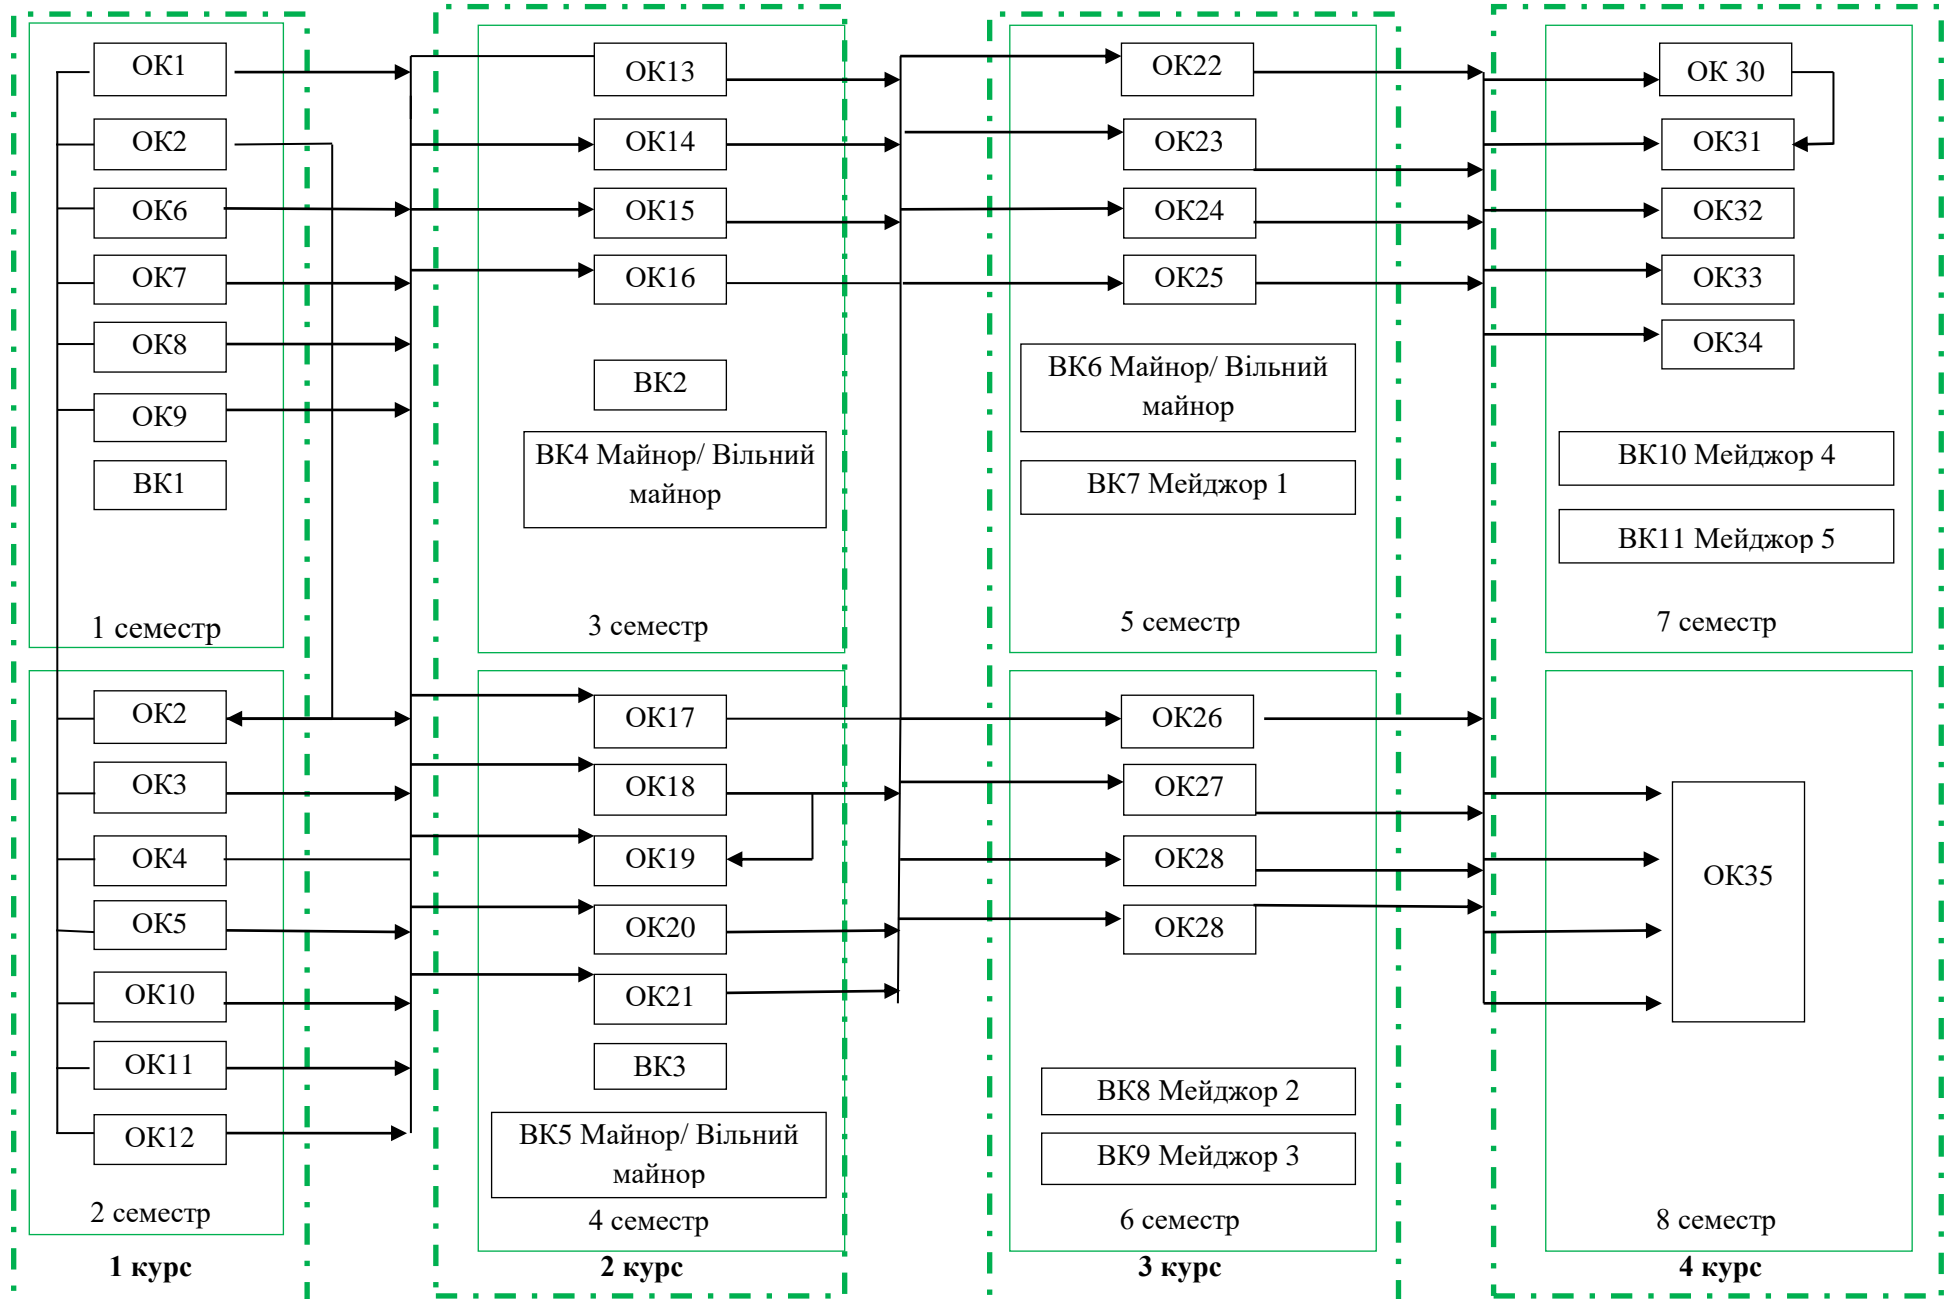 ОК1
ОК2
ОК6
ОК7
ОК8
ОК9
ВК1
1 семестр
ОК2
ОК3
ОК4
ОК5
ОК10
ОК11
ОК12
2 семестр
1 курс
ОК13
ОК14
ОК15
ОК16
ВК2
ВК4 Майнор/ Вільний
майнор
3 семестр
ОК17
ОК18
ОК19
ОК20
ОК21
ВК3
ВК5 Майнор/ Вільний
майнор
4 семестр
2 курс
ОК22
ОК23
ОК24
ОК25
ВК6 Майнор/ Вільний
майнор
ВК7 Мейджор 1
5 семестр
ОК26
ОК27
ОК28
ОК28
ВК8 Мейджор 2
ВК9 Мейджор 3
6 семестр
3 курс
ОК 30
ОК31
ОК32
ОК33
ОК34
ВК10 Мейджор 4
ВК11 Мейджор 5
7 семестр
ОК35
8 семестр
4 курс